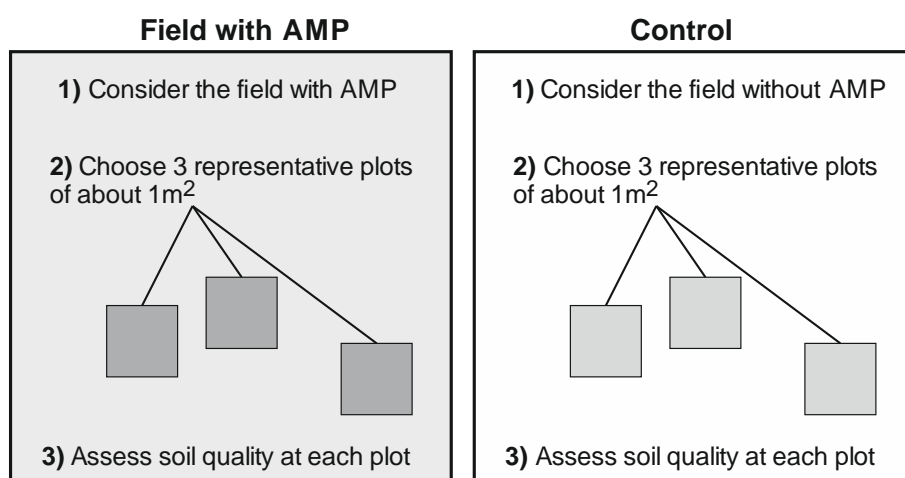 Field with AMP
1) Consider the field with AMP
2) Choose 3 representative plots
of about 1m²
3) Assess soil quality at each plot
Control
1) Consider the field without AMP
2) Choose 3 representative plots
of about 1m²
3) Assess soil quality at each plot